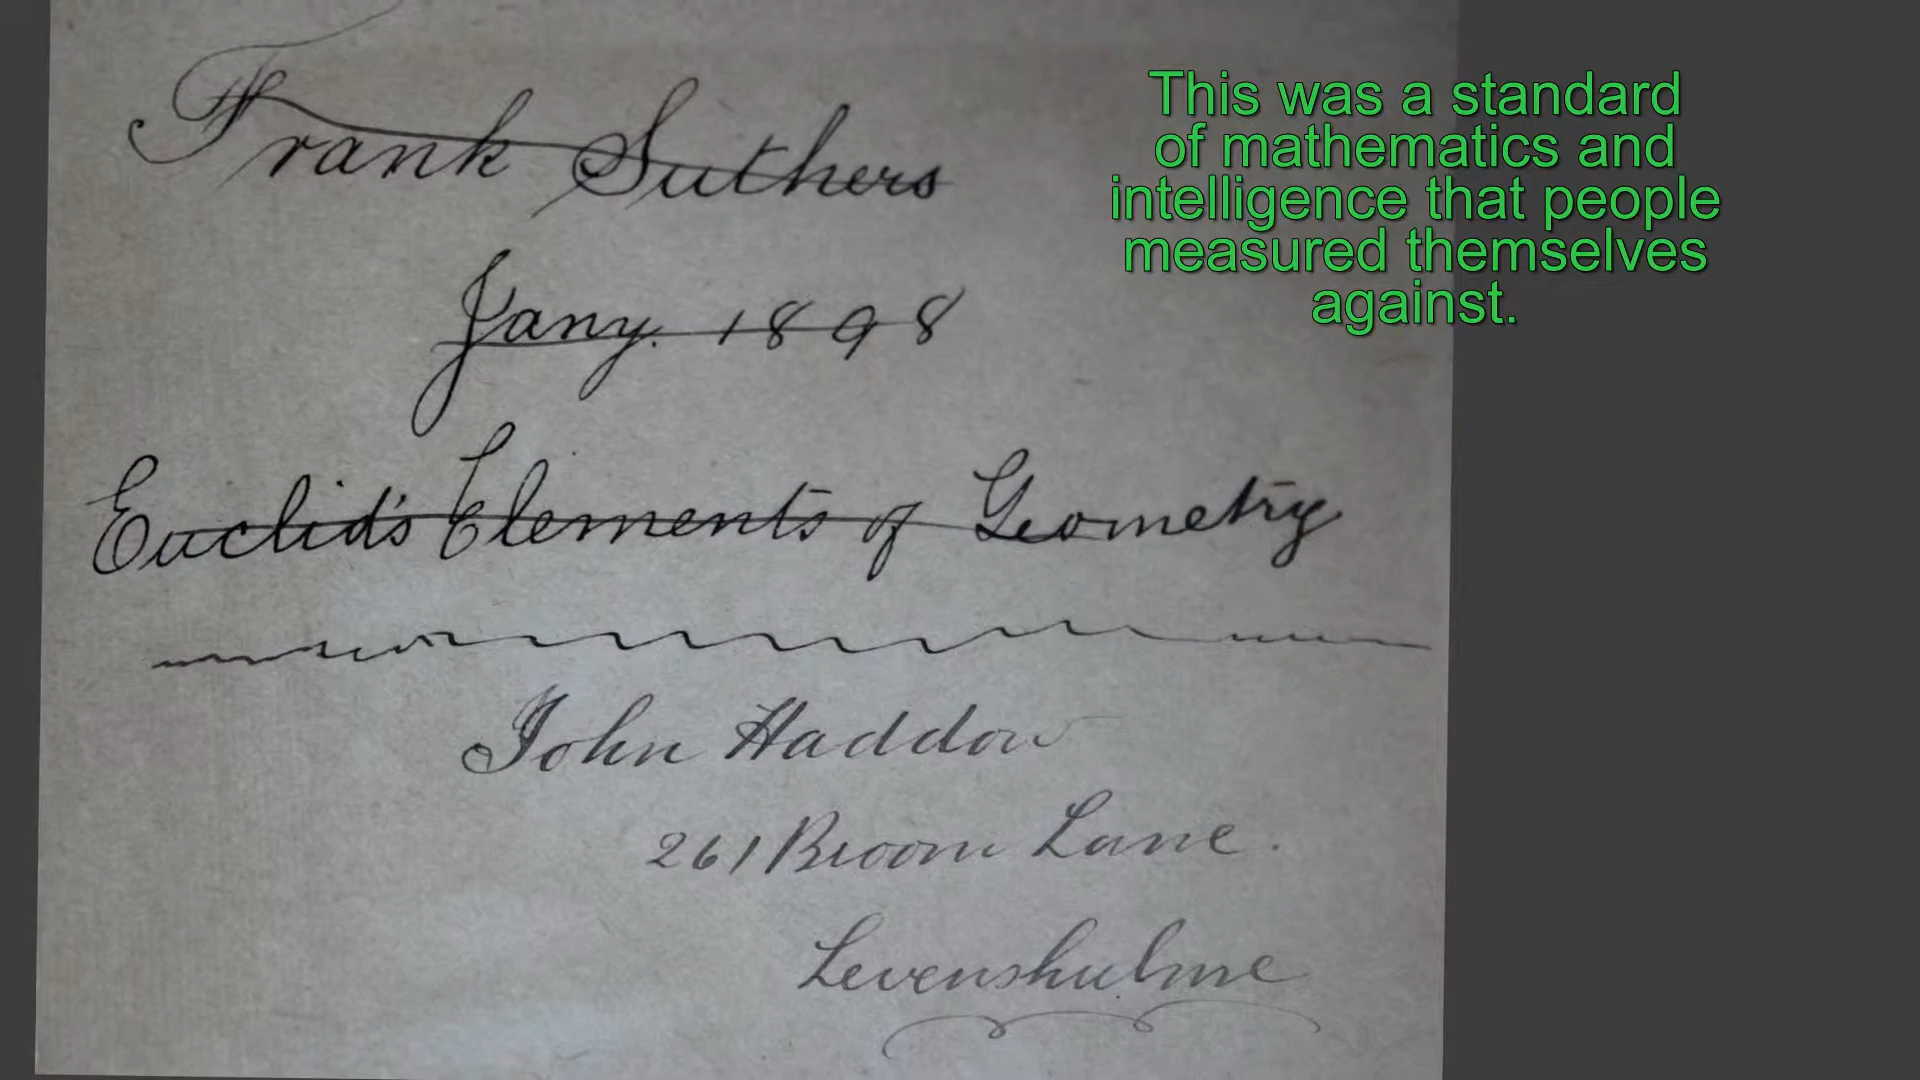 Frank Suthers
Jany. 1898
Euclid's Elements of Geometry
John Haddow
261 Broom Lane.
Levenshulme
This was a standard
of mathematics and
intelligence that people
measured themselves
against.